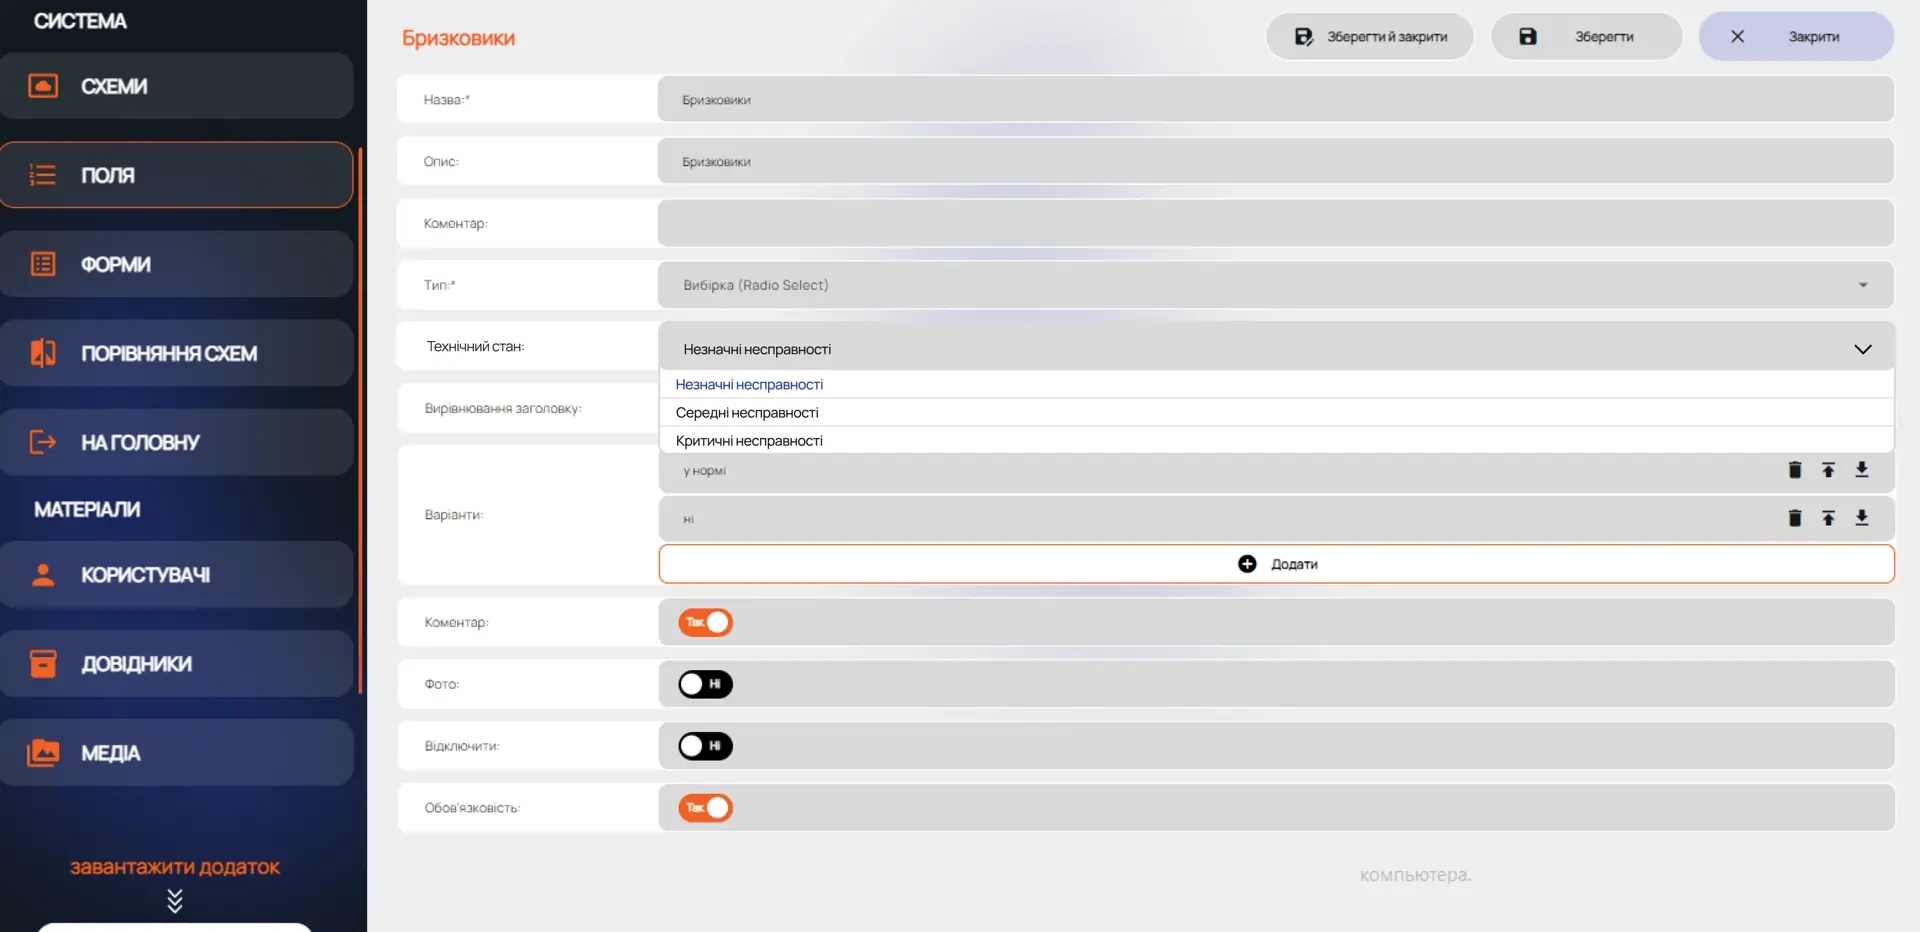 СИСТЕМА
СХЕМИ
ПОЛЯ
ФОРМИ
ПОРІВНЯННЯ СХЕМ
НА ГОЛОВНУ
МАТЕРІАЛИ
КОРИСТУВАЧІ
ДОВІДНИКИ
МЕДІА
завантажити додаток
Бризковики
Зберегти й закрити
Зберегти
Закрити
Назва:*
Бризковики
Опис:
Бризковики
Коментар:
Тип:*
Вибірка (Radio Select)
Технічний стан:
Незначні несправності
Незначні несправності
Середні несправності
Критичні несправності
Вирівнювання заголовку:
Варіанти:
у нормі
ні
Додати
Коментар:
Так
Фото:
Ні
Відключити:
Ні
Обов'язковість:
Так
компьютера.